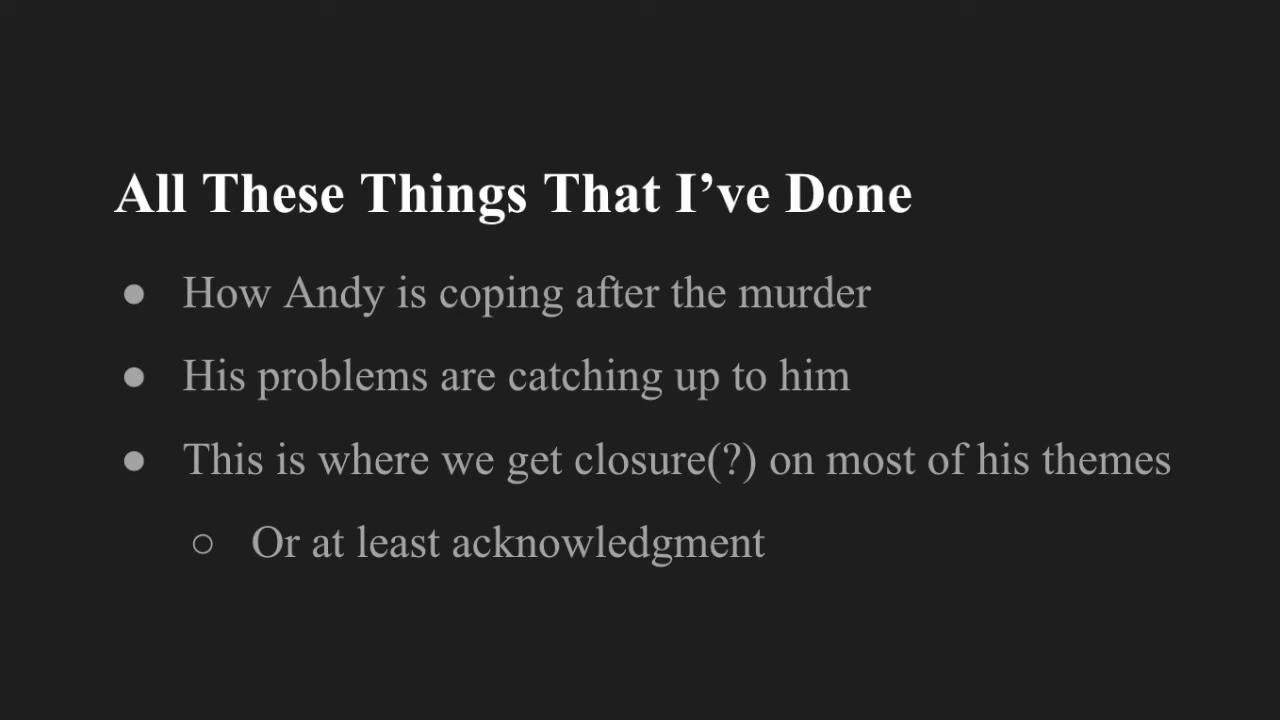 All These Things That I’ve Done
● How Andy is coping after the murder
● His problems are catching up to him
● This is where we get closure(?) on most of his themes
○ Or at least acknowledgment